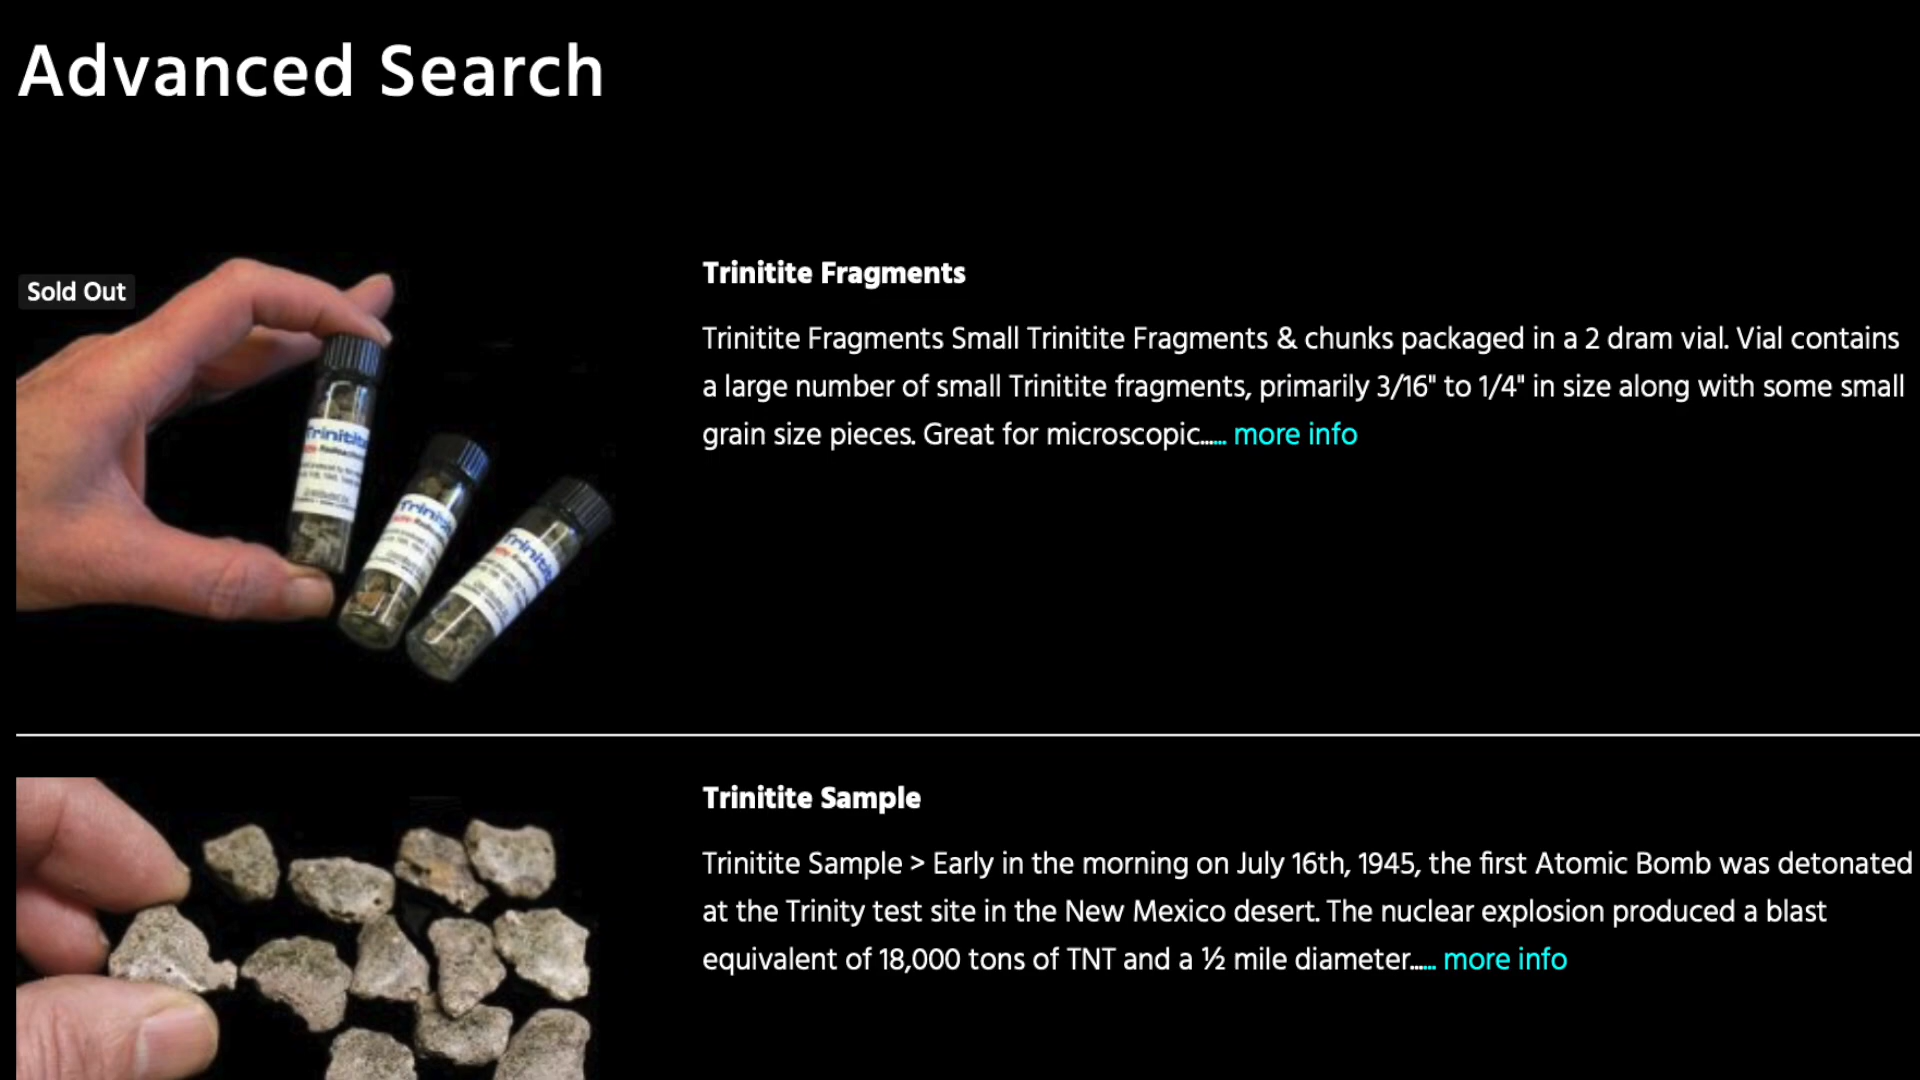 Advanced Search
Sold Out
Trinitite Fragments
Trinitite Fragments Small Trinitite Fragments & chunks packaged in a 2 dram vial. Vial contains
a large number of small Trinitite fragments, primarily 3/16" to 1/4" in size along with some small
grain size pieces. Great for microscopic...... more info
Trinitite
Trinit
Trinitit
Trinitite Sample
Trinitite Sample > Early in the morning on July 16th, 1945, the first Atomic Bomb was detonated
at the Trinity test site in the New Mexico desert. The nuclear explosion produced a blast
equivalent of 18,000 tons of TNT and a ½ mile diameter...... more info